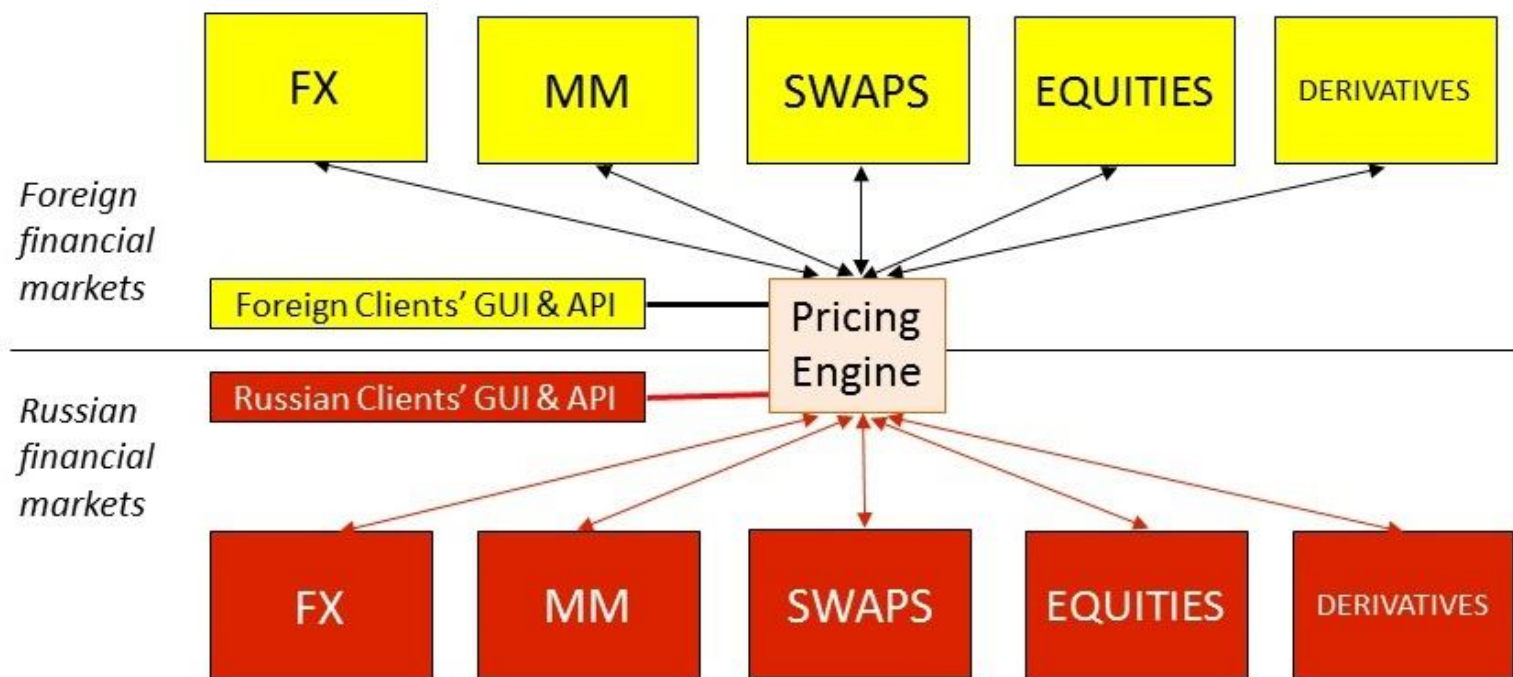 FX
MM
SWAPS
EQUITIES
DERIVATIVES
Foreign
financial
markets
Foreign Clients’ GUI & API
Pricing
Engine
Russian Clients’ GUI & API
Russian
financial
markets
FX
MM
SWAPS
EQUITIES
DERIVATIVES